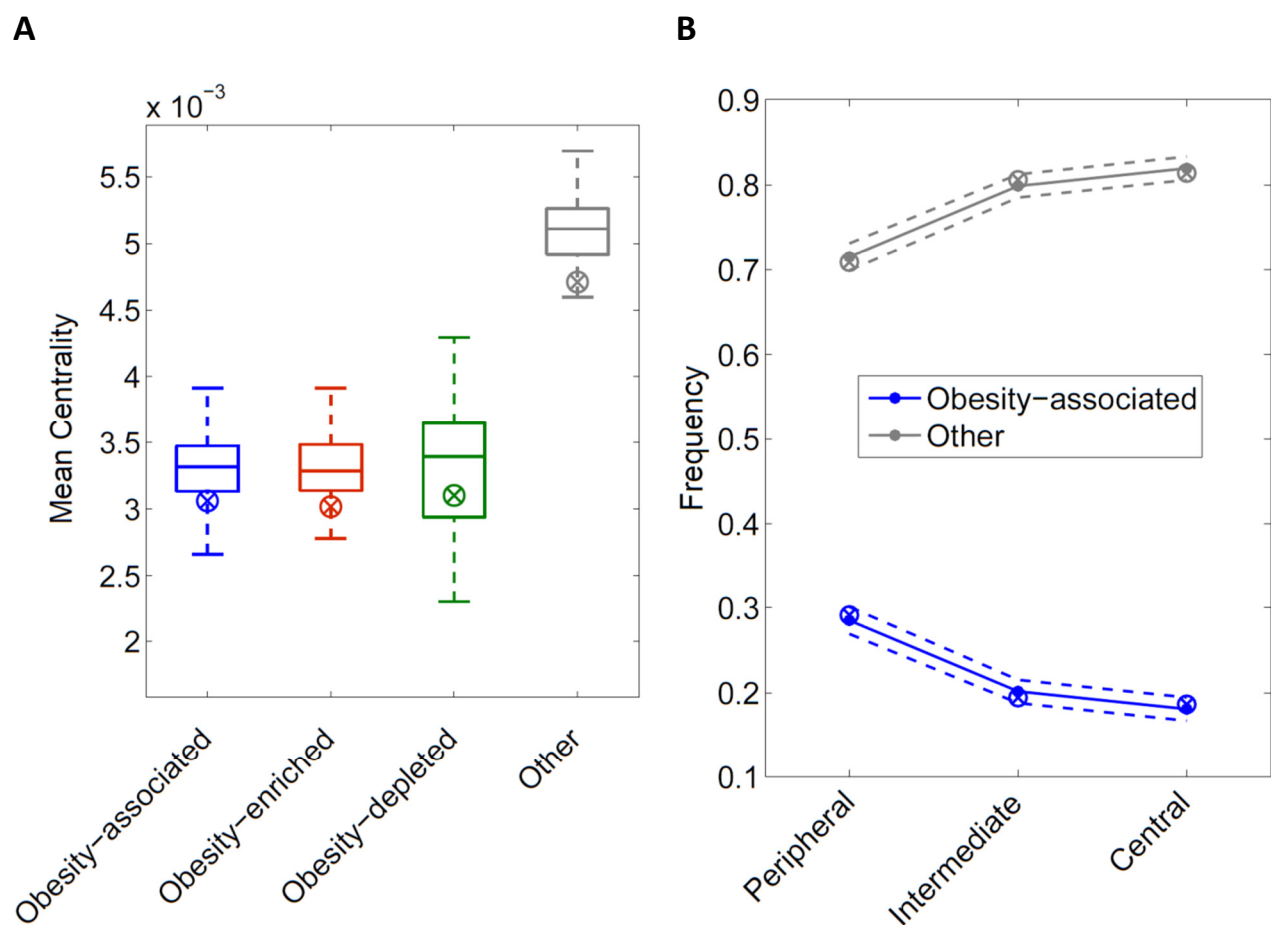 A
x 10⁻³
5.5
5
4.5
4
3.5
3
2.5
2
Mean Centrality
Obesity−associated
Obesity−enriched
Obesity−depleted
Other
B
0.9
0.8
0.7
0.6
0.5
0.4
0.3
0.2
0.1
Frequency
Obesity−associated
Other
Peripheral
Intermediate
Central